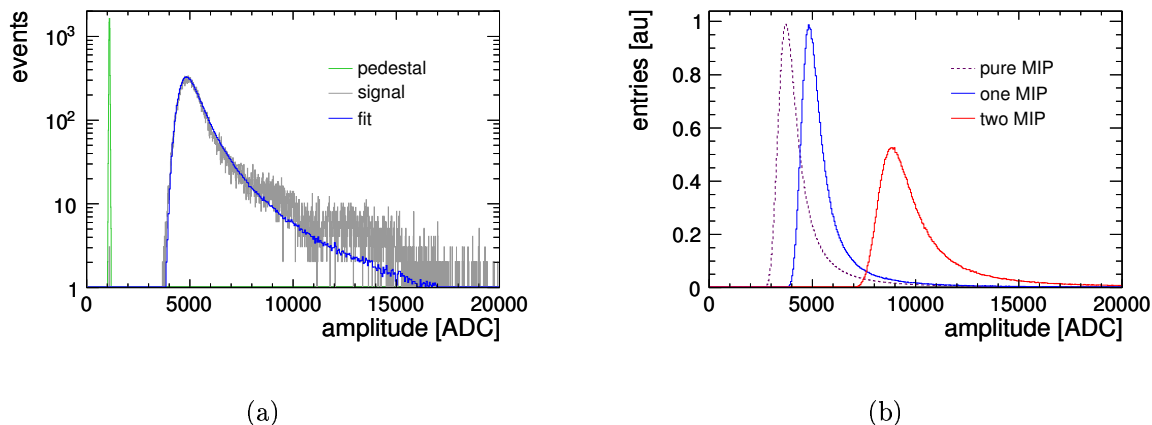 events
10³
10²
10
1
pedestal
signal
fit
0 5000 10000 15000 20000
amplitude [ADC]
(a)
entries [au]
1
0.8
0.6
0.4
0.2
0
pure MIP
one MIP
two MIP
0 5000 10000 15000 20000
amplitude [ADC]
(b)